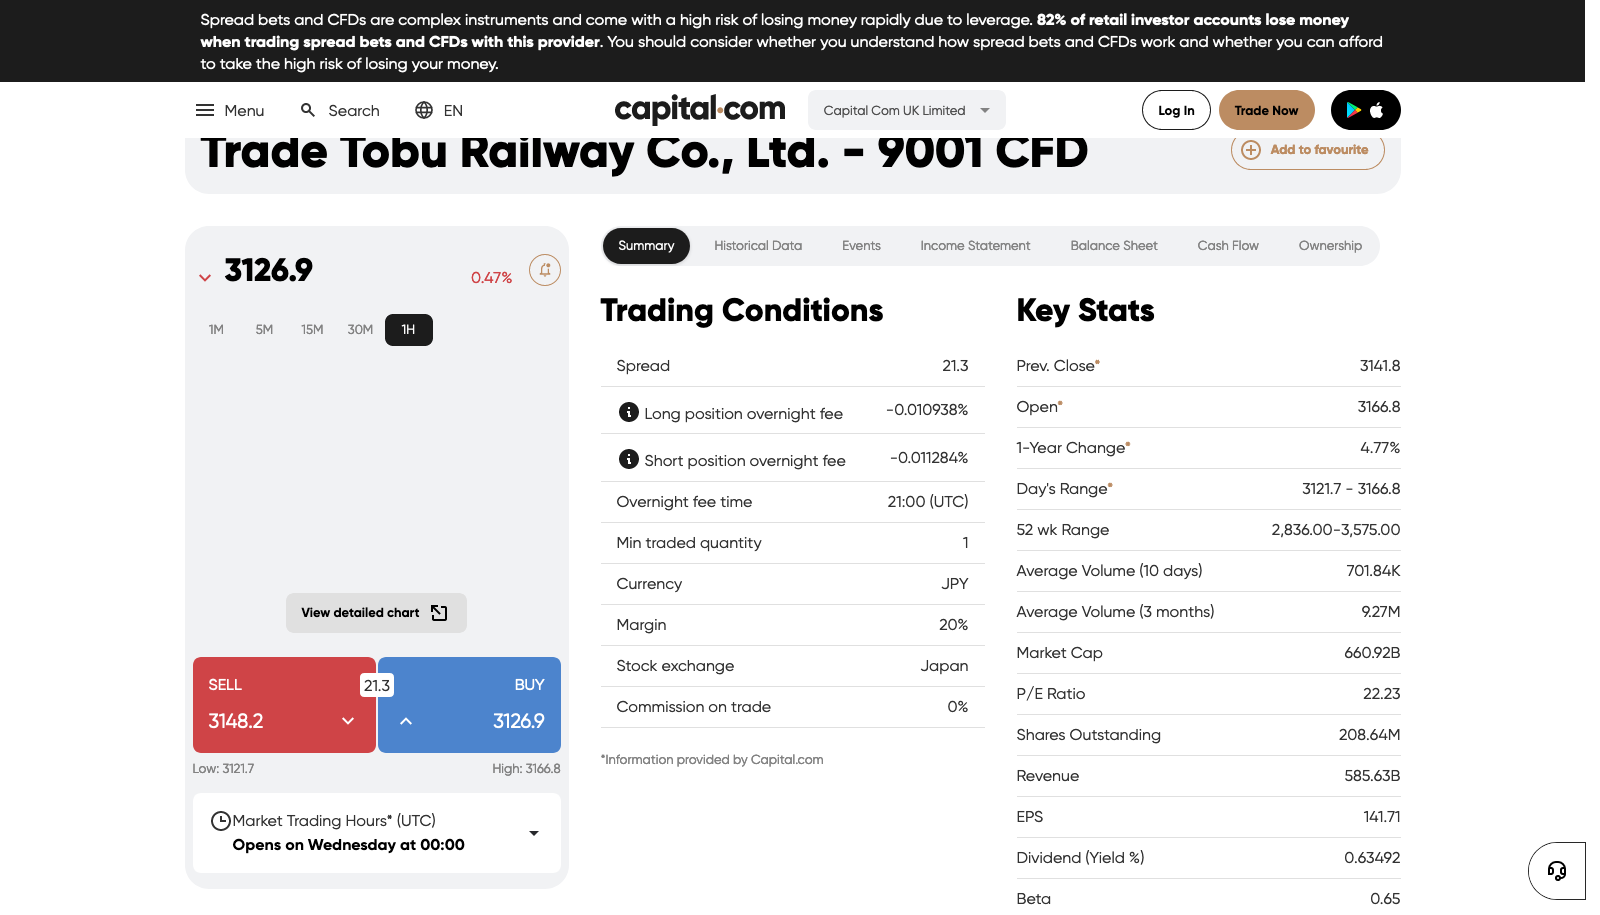 Spread bets and CFDs are complex instruments and come with a high risk of losing money rapidly due to leverage. 82% of retail investor accounts lose money
when trading spread bets and CFDs with this provider. You should consider whether you understand how spread bets and CFDs work and whether you can afford
to take the high risk of losing your money.
Menu
Search
EN
capital.com
Capital Com UK Limited
Log In
Trade Now
Trade Tobu Railway Co., Ltd. - 9001 CFD
Add to favourite
3126.9
0.47%
1M 5M 15M 30M 1H
View detailed chart
SELL
3148.2
21.3
BUY
3126.9
Low: 3121.7
High: 3166.8
Market Trading Hours* (UTC)
Opens on Wednesday at 00:00
Summary Historical Data Events Income Statement Balance Sheet Cash Flow Ownership
Trading Conditions
Spread 21.3
Long position overnight fee -0.010938%
Short position overnight fee -0.011284%
Overnight fee time 21:00 (UTC)
Min traded quantity 1
Currency JPY
Margin 20%
Stock exchange Japan
Commission on trade 0%
*Information provided by Capital.com
Key Stats
Prev. Close* 3141.8
Open* 3166.8
1-Year Change* 4.77%
Day's Range* 3121.7 - 3166.8
52 wk Range 2,836.00-3,575.00
Average Volume (10 days) 701.84K
Average Volume (3 months) 9.27M
Market Cap 660.92B
P/E Ratio 22.23
Shares Outstanding 208.64M
Revenue 585.63B
EPS 141.71
Dividend (Yield %) 0.63492
Beta 0.65